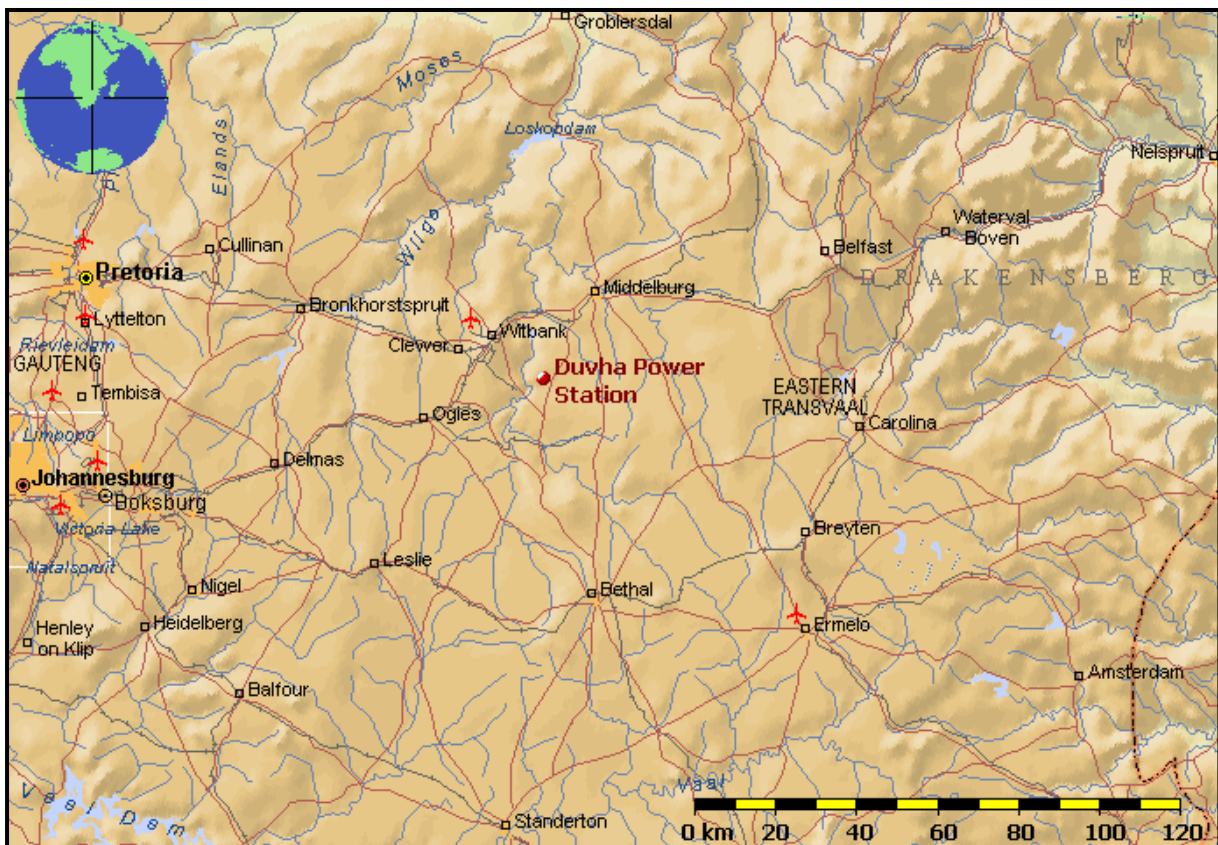 Groblersdal
Moses
Loskopdam
Elands
Nelspruit
Waterval
Boven
Wilge
Cullinan
Belfast
DRAKENSBERG
Pretoria
Middelburg
Bronkhorstspruit
Lyttelton
Witbank
Rievleidam
Clewer
GAUTENG
Duvha Power
Station
Tembisa
EASTERN
TRANSVAAL
Ogies
Carolina
Limpopo
Delmas
Johannesburg
Boksburg
Victoria Lake
Breyten
Natalspruit
Leslie
Nigel
Bethal
Henley
on Klip
Heidelberg
Ermelo
Amsterdam
Balfour
Vaal
Vaal Dam
Standerton
0 km 20 40 60 80 100 120